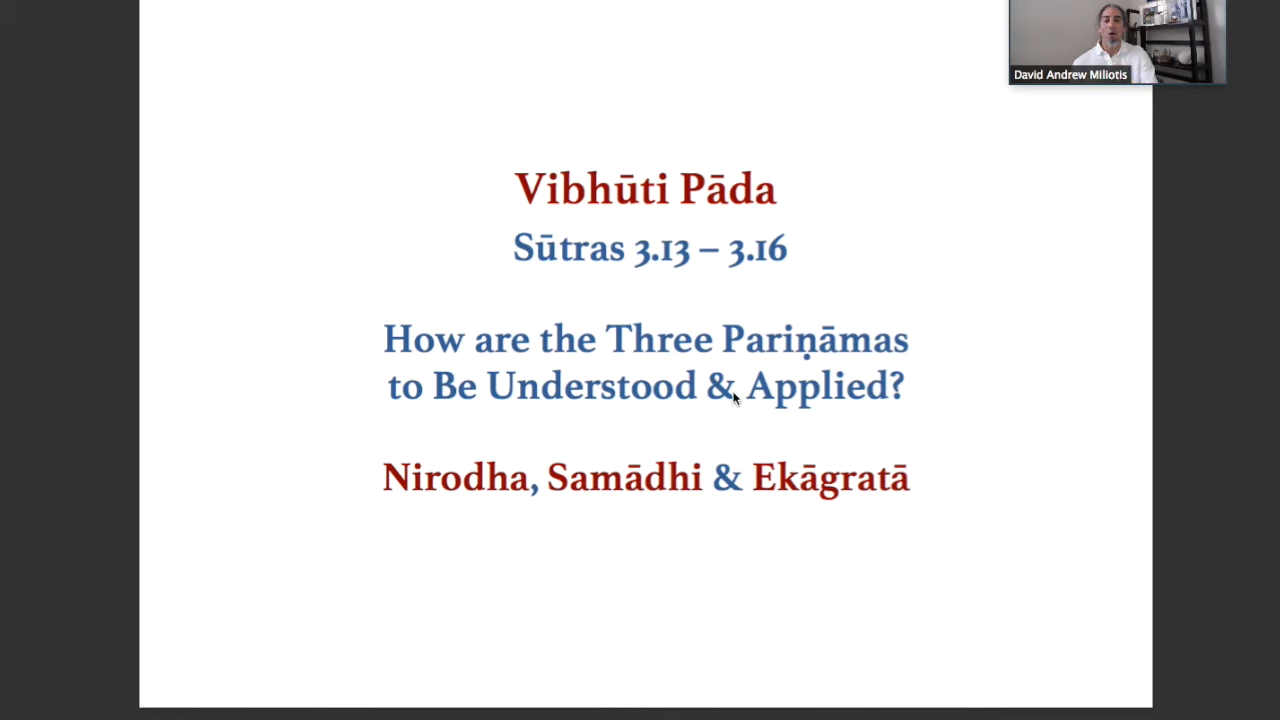 David Andrew Miliotis
Vibhūti Pāda
Sūtras 3.13 – 3.16
How are the Three Pariṇāmas
to Be Understood & Applied?
Nirodha, Samādhi & Ekāgratā